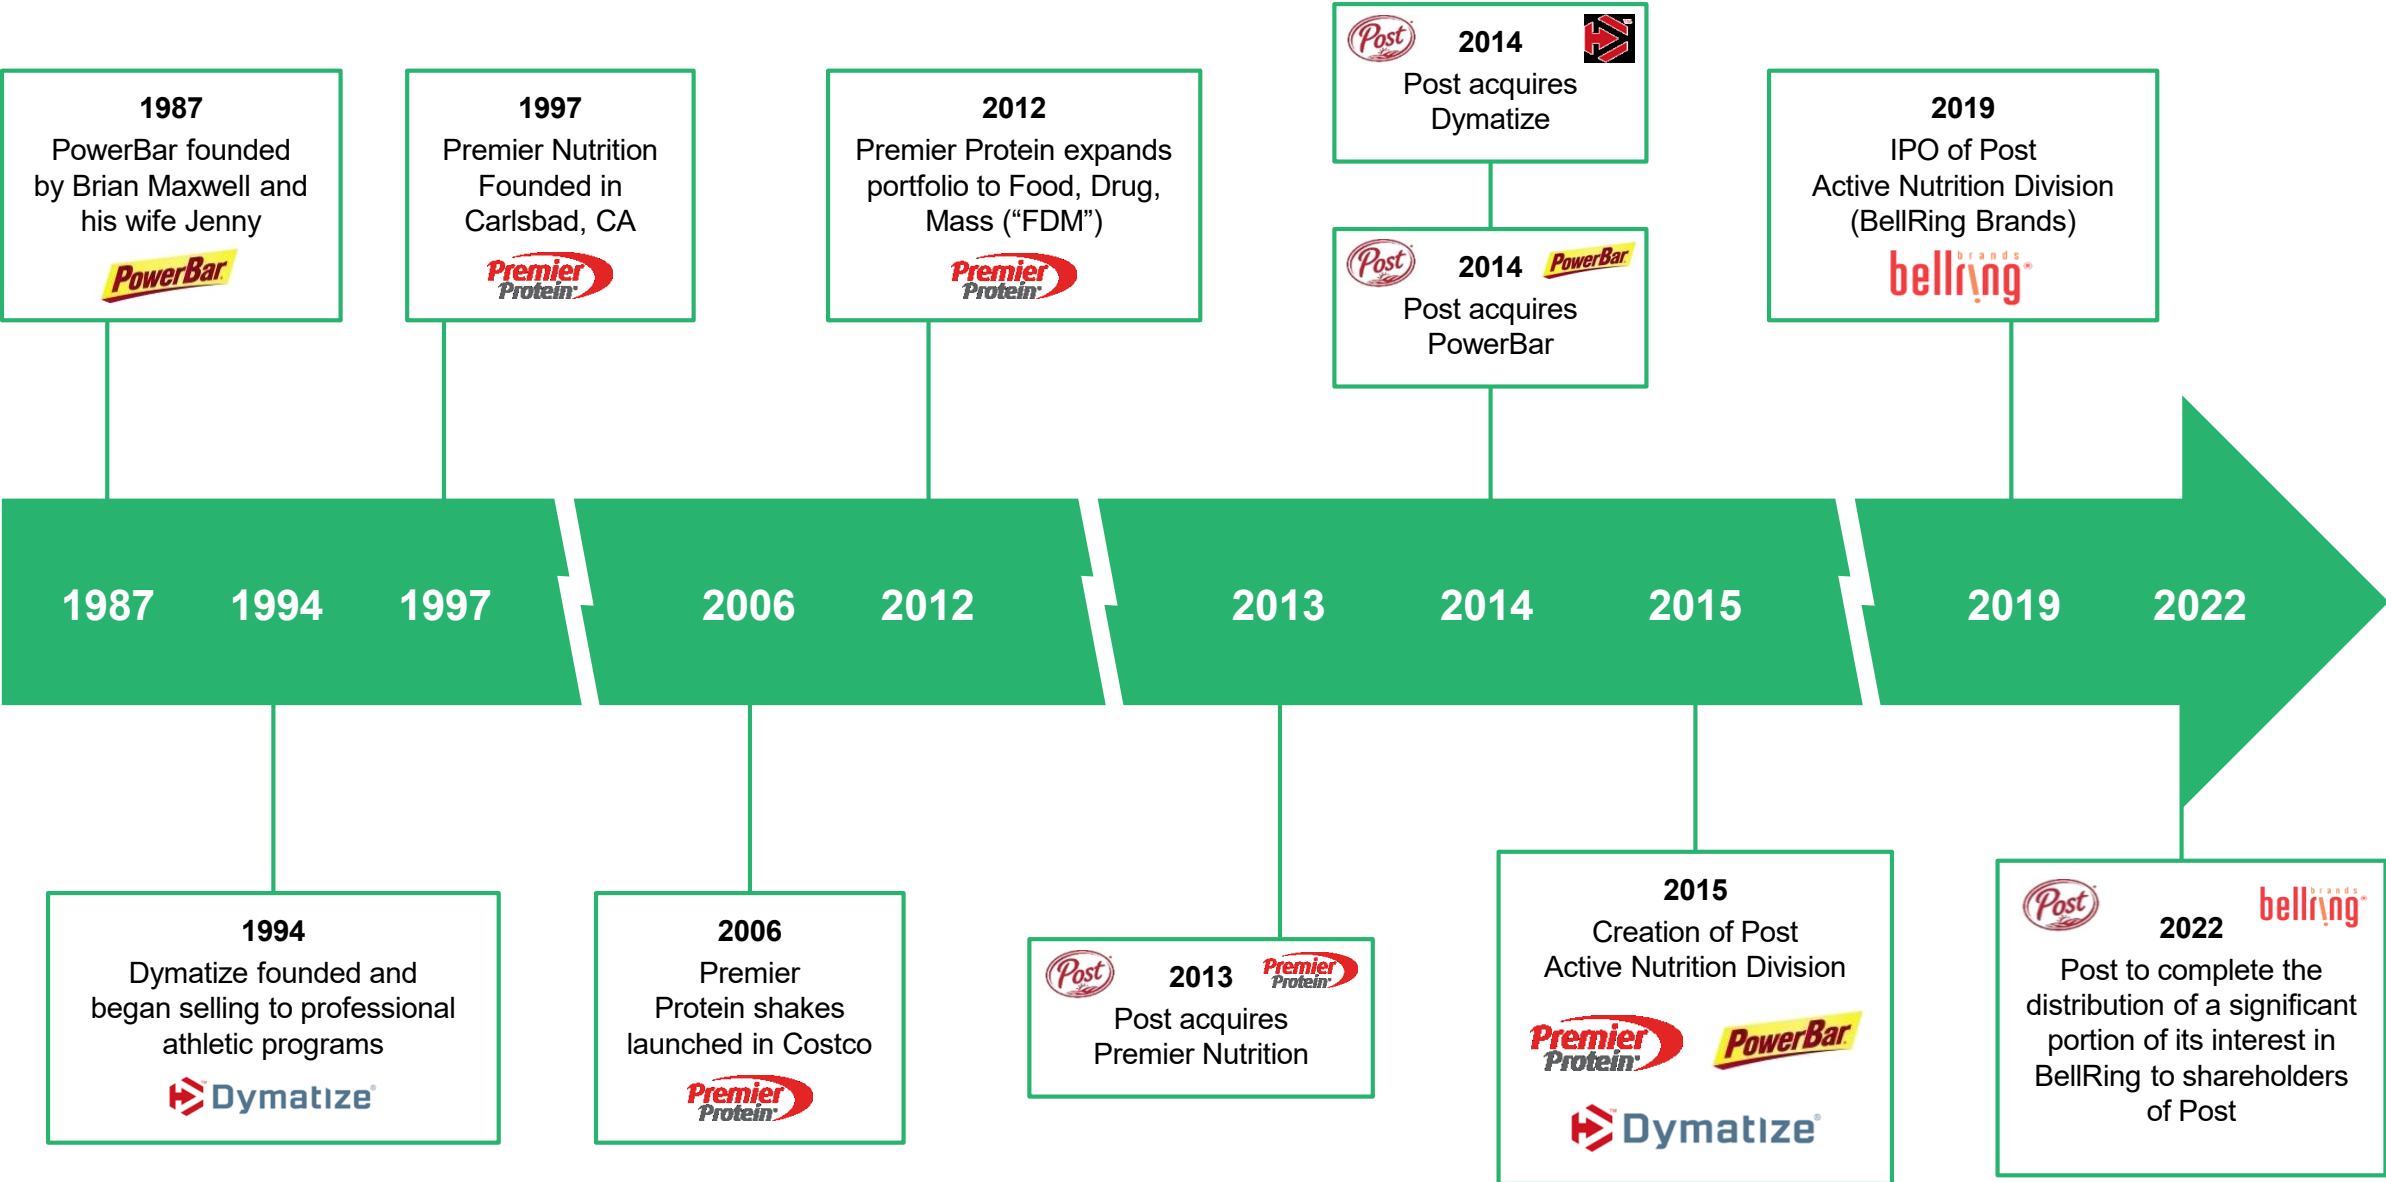 1987
PowerBar founded
by Brian Maxwell and
his wife Jenny
PowerBar
1997
Premier Nutrition
Founded in
Carlsbad, CA
Premier
Protein
2012
Premier Protein expands
portfolio to Food, Drug,
Mass (“FDM”)
Premier
Protein
Post
2014
Post acquires
Dymatize
Post
2014
PowerBar
Post acquires
PowerBar
2019
IPO of Post
Active Nutrition Division
(BellRing Brands)
brands
bellring®
1987 1994 1997 2006 2012 2013 2014 2015 2019 2022
1994
Dymatize founded and
began selling to professional
athletic programs
Dymatize®
2006
Premier
Protein shakes
launched in Costco
Premier
Protein
Post
2013
Premier
Protein
Post acquires
Premier Nutrition
2015
Creation of Post
Active Nutrition Division
Premier
Protein
PowerBar
Dymatize®
Post
brands
bellring®
2022
Post to complete the
distribution of a significant
portion of its interest in
BellRing to shareholders
of Post